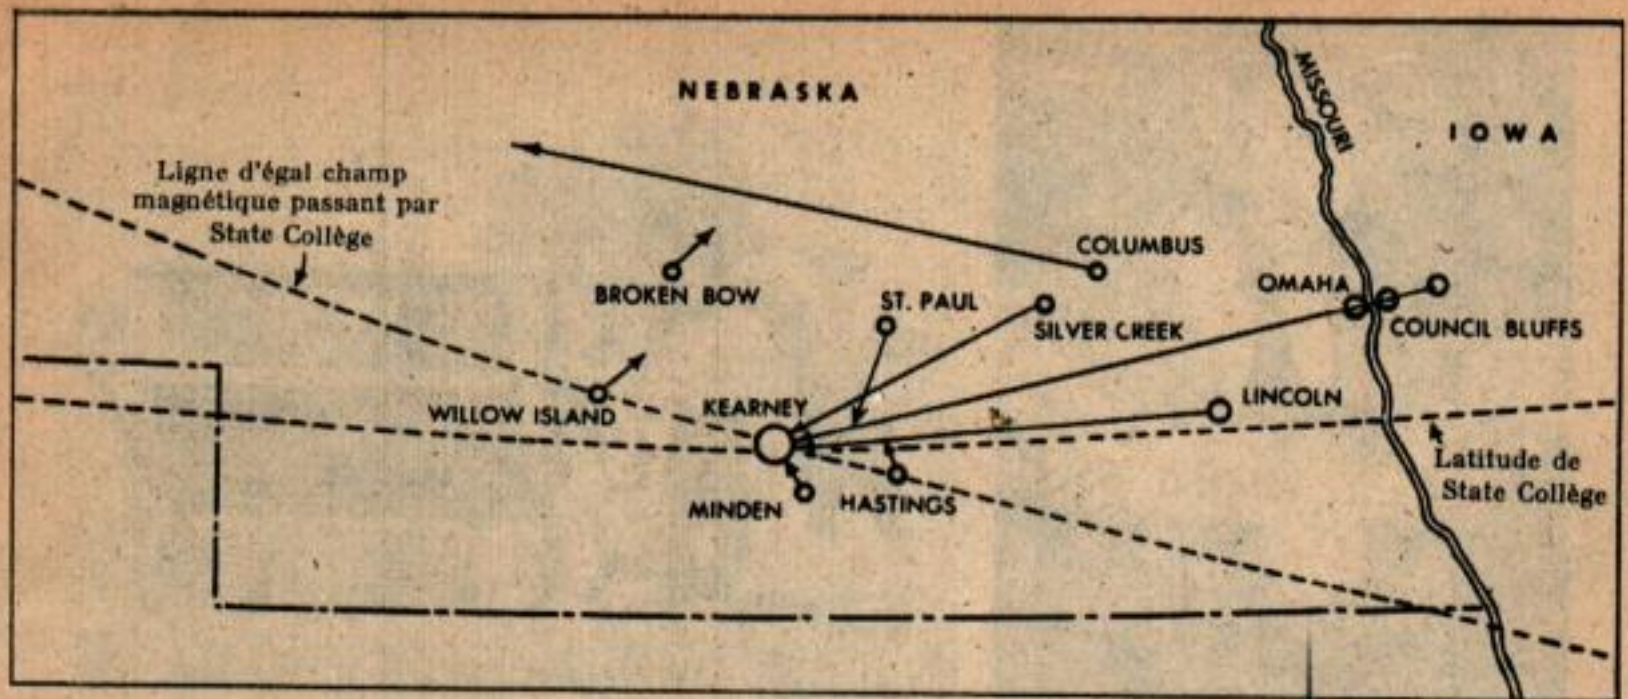 NEBRASKA
MISSOURI
IOWA
Ligne d'égal champ
magnétique passant par
State Collège
COLUMBUS
BROKEN BOW
ST. PAUL
OMAHA
SILVER CREEK
COUNCIL BLUFFS
WILLOW ISLAND
KEARNEY
LINCOLN
Latitude de
State Collège
MINDEN
HASTINGS